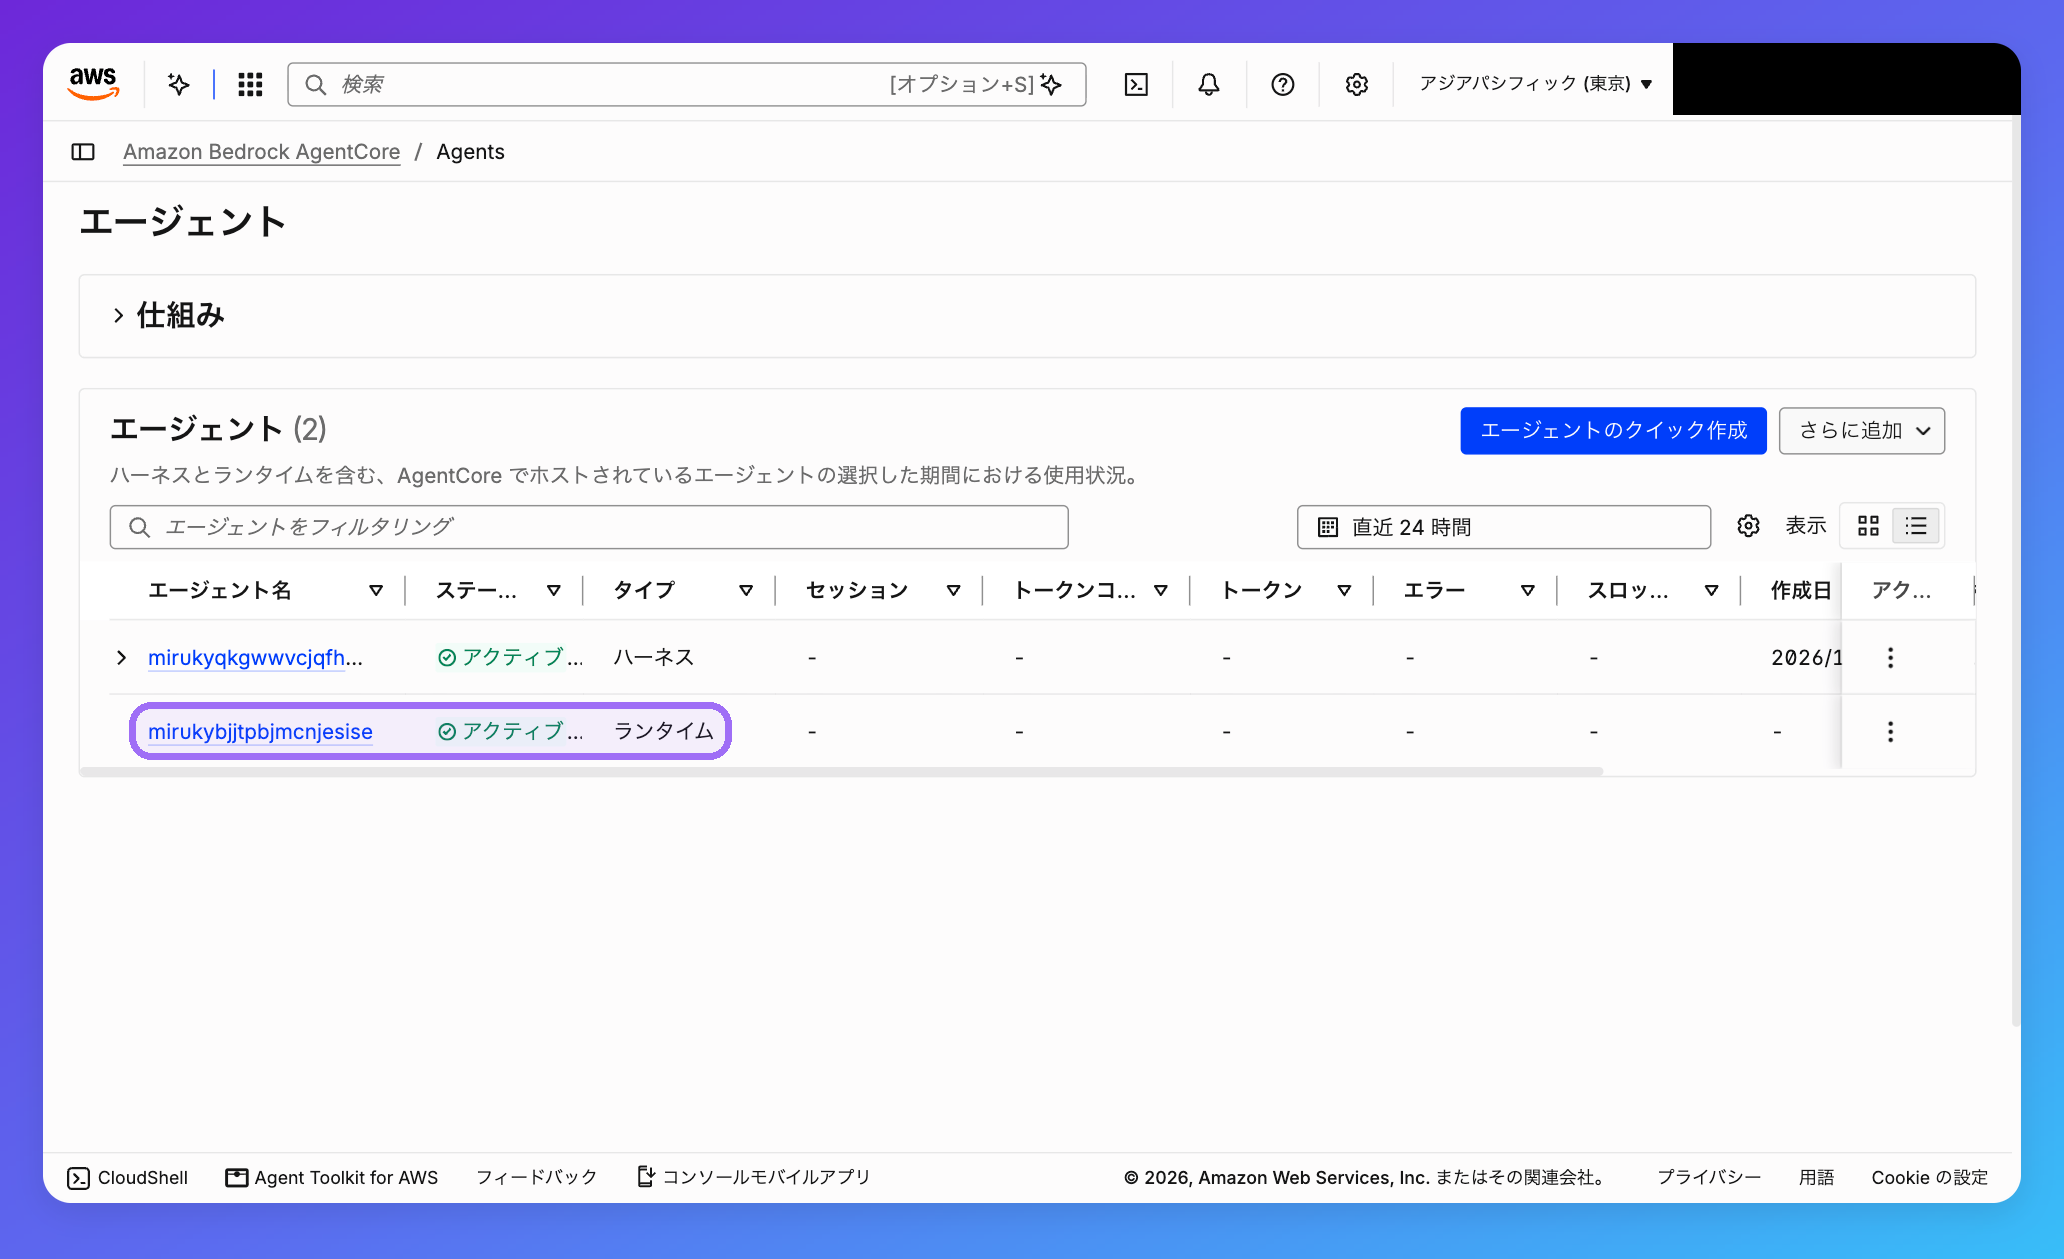 aws
検索 [オプション+S]
アジアパシフィック (東京)
Amazon Bedrock AgentCore / Agents
エージェント
仕組み
エージェント (2)
エージェントのクイック作成
さらに追加
ハーネスとランタイムを含む、AgentCore でホストされているエージェントの選択した期間における使用状況。
エージェントをフィルタリング
直近 24 時間
表示
エージェント名 ステー... タイプ セッション トークンコ... トークン エラー スロッ... 作成日 アク...
mirukyqkgwwvcjqfh... アクティブ... ハーネス - - - - - 2026/1
mirukybjjtpbjmcnjesise アクティブ... ランタイム - - - - - -
CloudShell Agent Toolkit for AWS フィードバック コンソールモバイルアプリ © 2026, Amazon Web Services, Inc. またはその関連会社。 プライバシー 用語 Cookie の設定